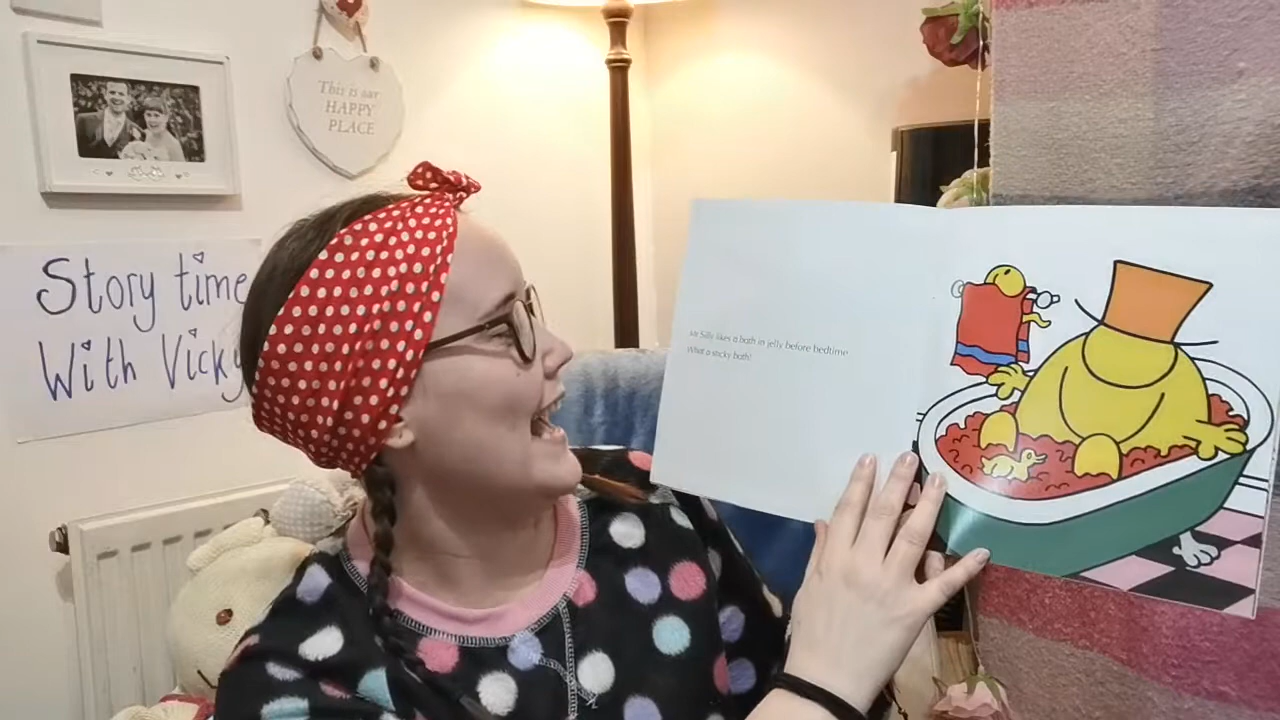 This is our
HAPPY
PLACE
Story time
With Vicky
Mr Silly likes a bath in jelly before bedtime.
What a sticky bath!